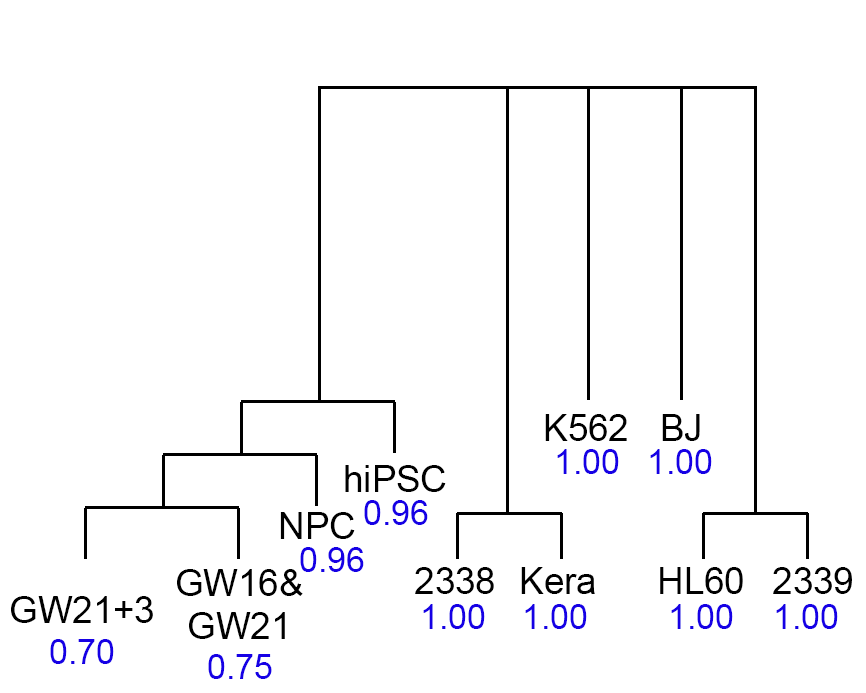 K562 BJ
1.00 1.00
hiPSC
0.96
NPC
0.96
GW16&
GW21
0.75
GW21+3
0.70
2338 Kera HL60 2339
1.00 1.00 1.00 1.00